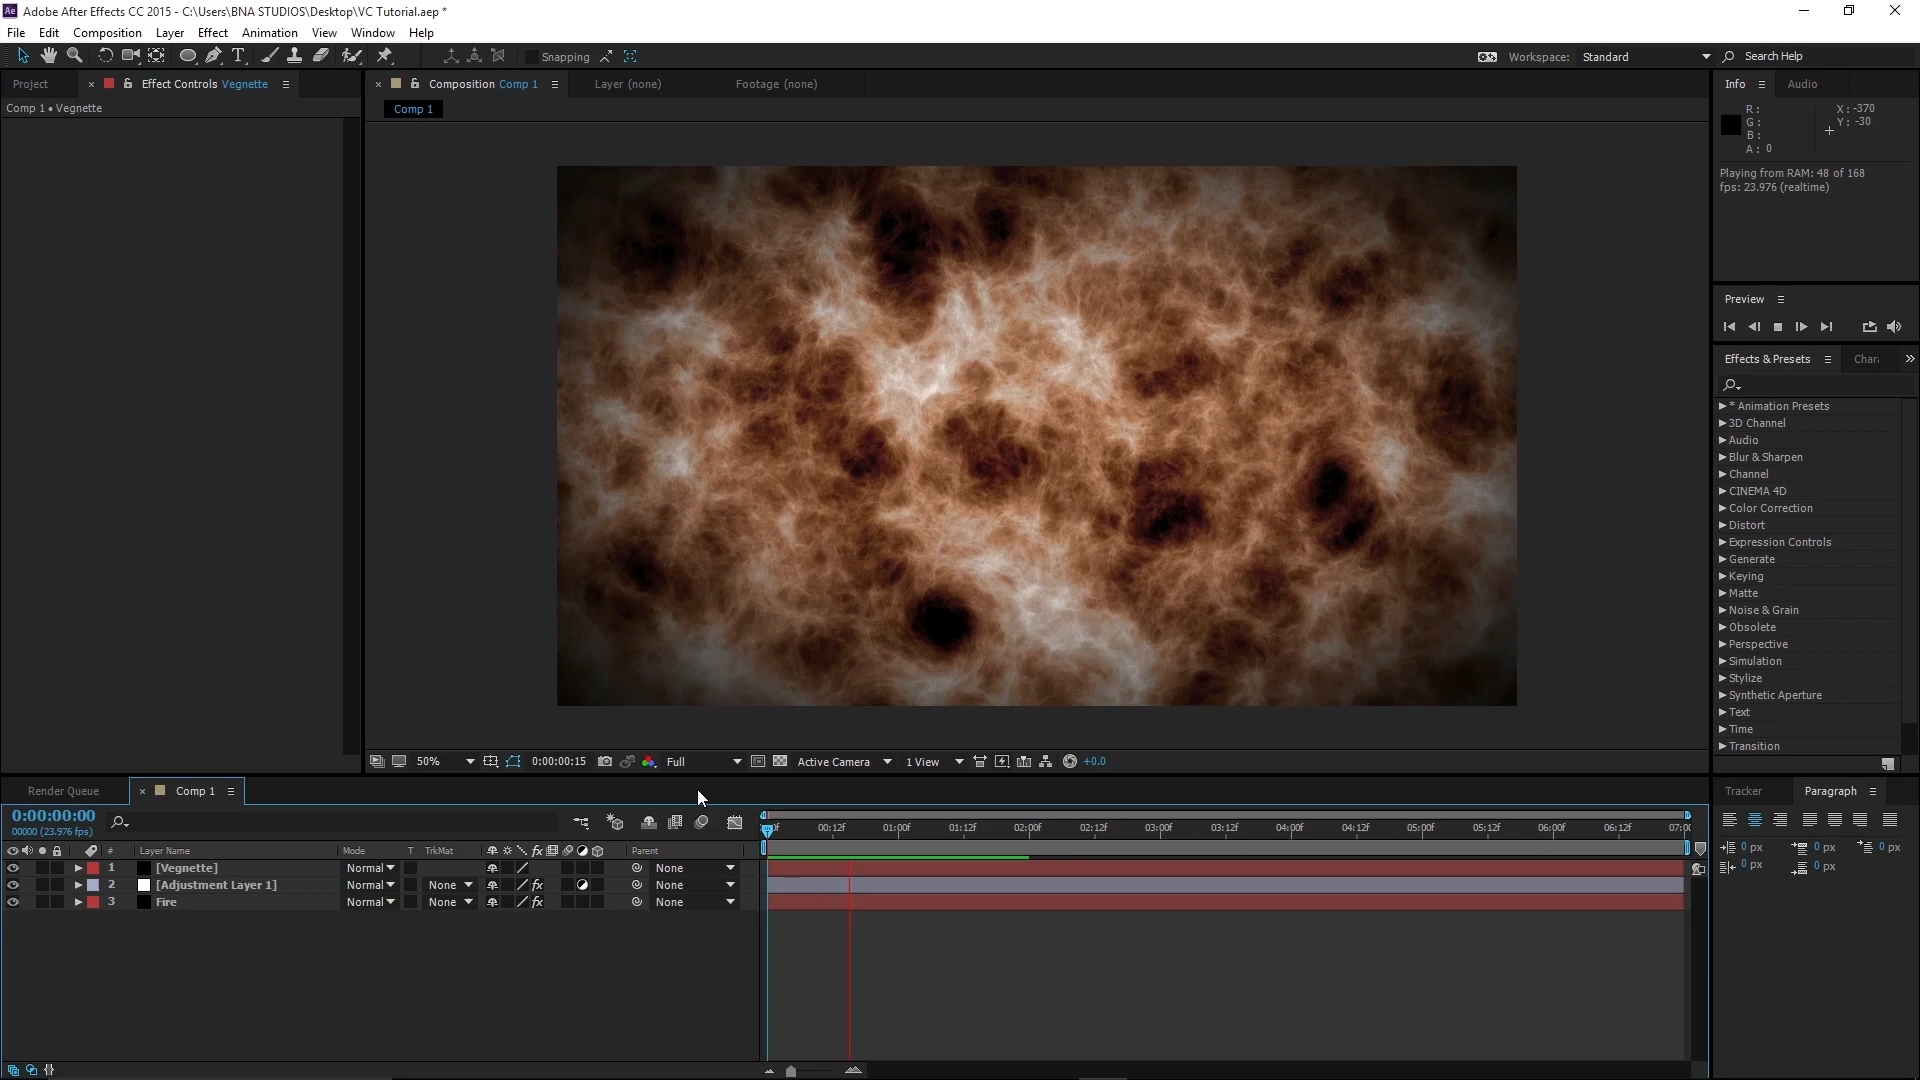 Adobe After Effects CC 2015 - C:\Users\BNA STUDIOS\Desktop\VC Tutorial.aep *
File Edit Composition Layer Effect Animation View Window Help
Snapping Workspace: Standard Search Help
Project Effect Controls Vegnette Composition Comp 1 Layer (none) Footage (none) Info Audio
Comp 1 • Vegnette
Comp 1
R: X: -370
G: Y: -30
B:
A: 0
Playing from RAM: 48 of 168
fps: 23.976 (realtime)
Preview
Effects & Presets
* Animation Presets
3D Channel
Audio
Blur & Sharpen
Channel
CINEMA 4D
Color Correction
Distort
Expression Controls
Generate
Keying
Matte
Noise & Grain
Obsolete
Perspective
Simulation
Stylize
Synthetic Aperture
Text
Time
Transition
50% 0:00:00:15 Full Active Camera 1 View +0.0
Render Queue Comp 1 Tracker Paragraph
0:00:00:00
00000 (23.976 fps)
00:12f 01:00f 01:12f 02:00f 02:12f 03:00f 03:12f 04:00f 04:12f 05:00f 05:12f 06:00f 06:12f
# Layer Name Mode T TrkMat fx Parent
1 [Vegnette] Normal None
2 [Adjustment Layer 1] Normal None fx None
3 Fire Normal None fx None
0 px 0 px 0 px
0 px 0 px